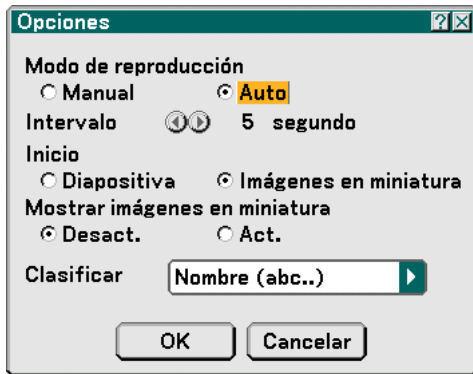 Opciones
Modo de reproducción
Manual Auto
Intervalo 5 segundo
Inicio
Diapositiva Imágenes en miniatura
Mostrar imágenes en miniatura
Desact. Act.
Clasificar Nombre (abc..)
OK Cancelar